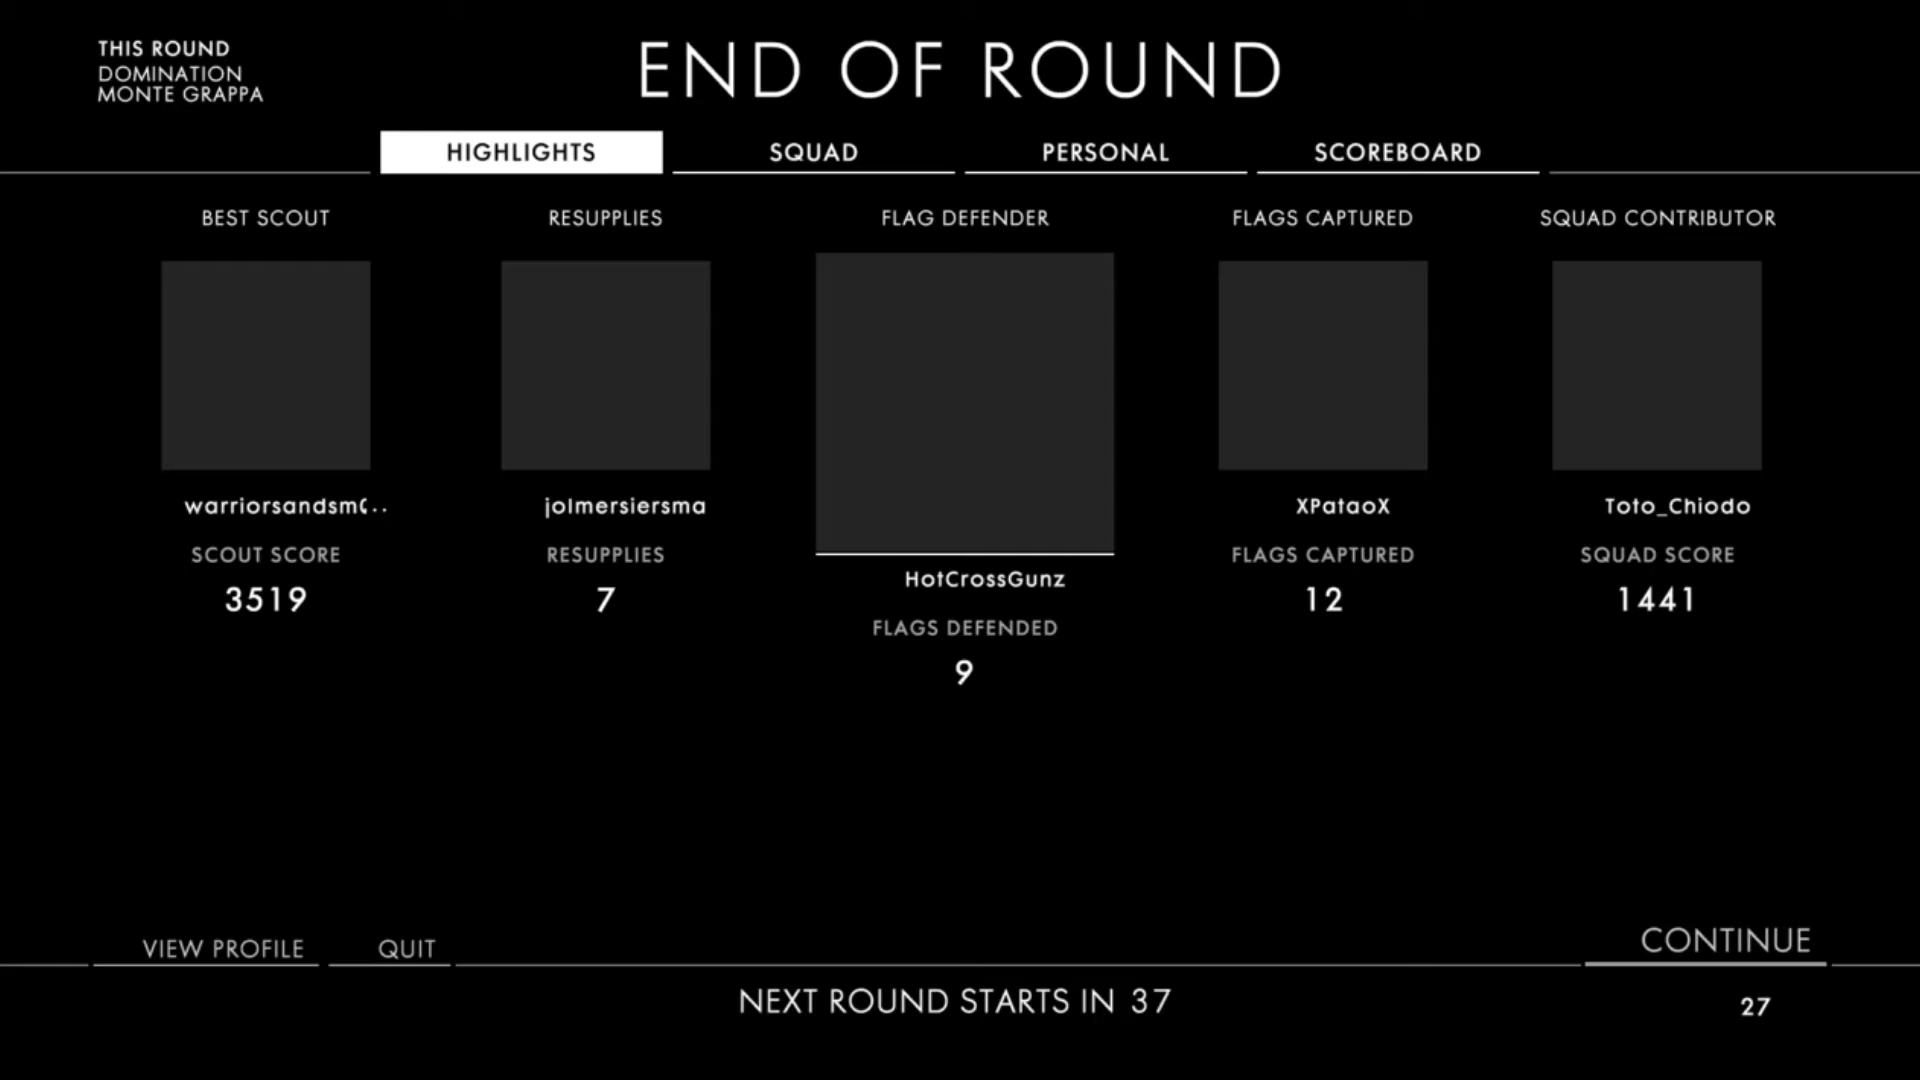 THIS ROUND
DOMINATION
MONTE GRAPPA
END OF ROUND
HIGHLIGHTS SQUAD PERSONAL SCOREBOARD
BEST SCOUT RESUPPLIES FLAG DEFENDER FLAGS CAPTURED SQUAD CONTRIBUTOR
jolmersiersma XPataoX Toto_Chiodo
SCOUT SCORE RESUPPLIES FLAGS CAPTURED SQUAD SCORE
HotCrossGunz
3519 7 12 1441
FLAGS DEFENDED
9
VIEW PROFILE QUIT CONTINUE
NEXT ROUND STARTS IN 37
27